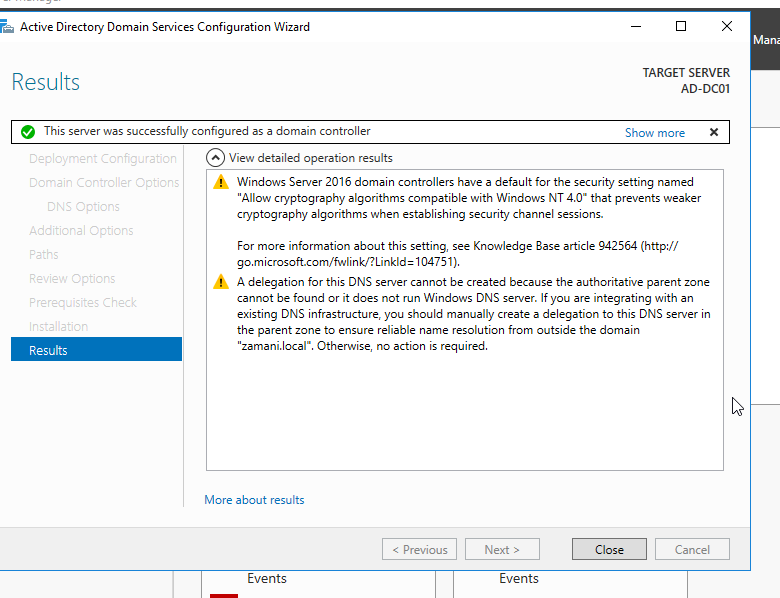 Active Directory Domain Services Configuration Wizard
Mana
Results
TARGET SERVER
AD-DC01
This server was successfully configured as a domain controller
Show more
Deployment Configuration
Domain Controller Options
DNS Options
Additional Options
Paths
Review Options
Prerequisites Check
Installation
Results
View detailed operation results
Windows Server 2016 domain controllers have a default for the security setting named
"Allow cryptography algorithms compatible with Windows NT 4.0" that prevents weaker
cryptography algorithms when establishing security channel sessions.
For more information about this setting, see Knowledge Base article 942564 (http://
go.microsoft.com/fwlink/?LinkId=104751).
A delegation for this DNS server cannot be created because the authoritative parent zone
cannot be found or it does not run Windows DNS server. If you are integrating with an
existing DNS infrastructure, you should manually create a delegation to this DNS server in
the parent zone to ensure reliable name resolution from outside the domain
"zamani.local". Otherwise, no action is required.
More about results
< Previous
Next >
Close
Cancel
Events
Events